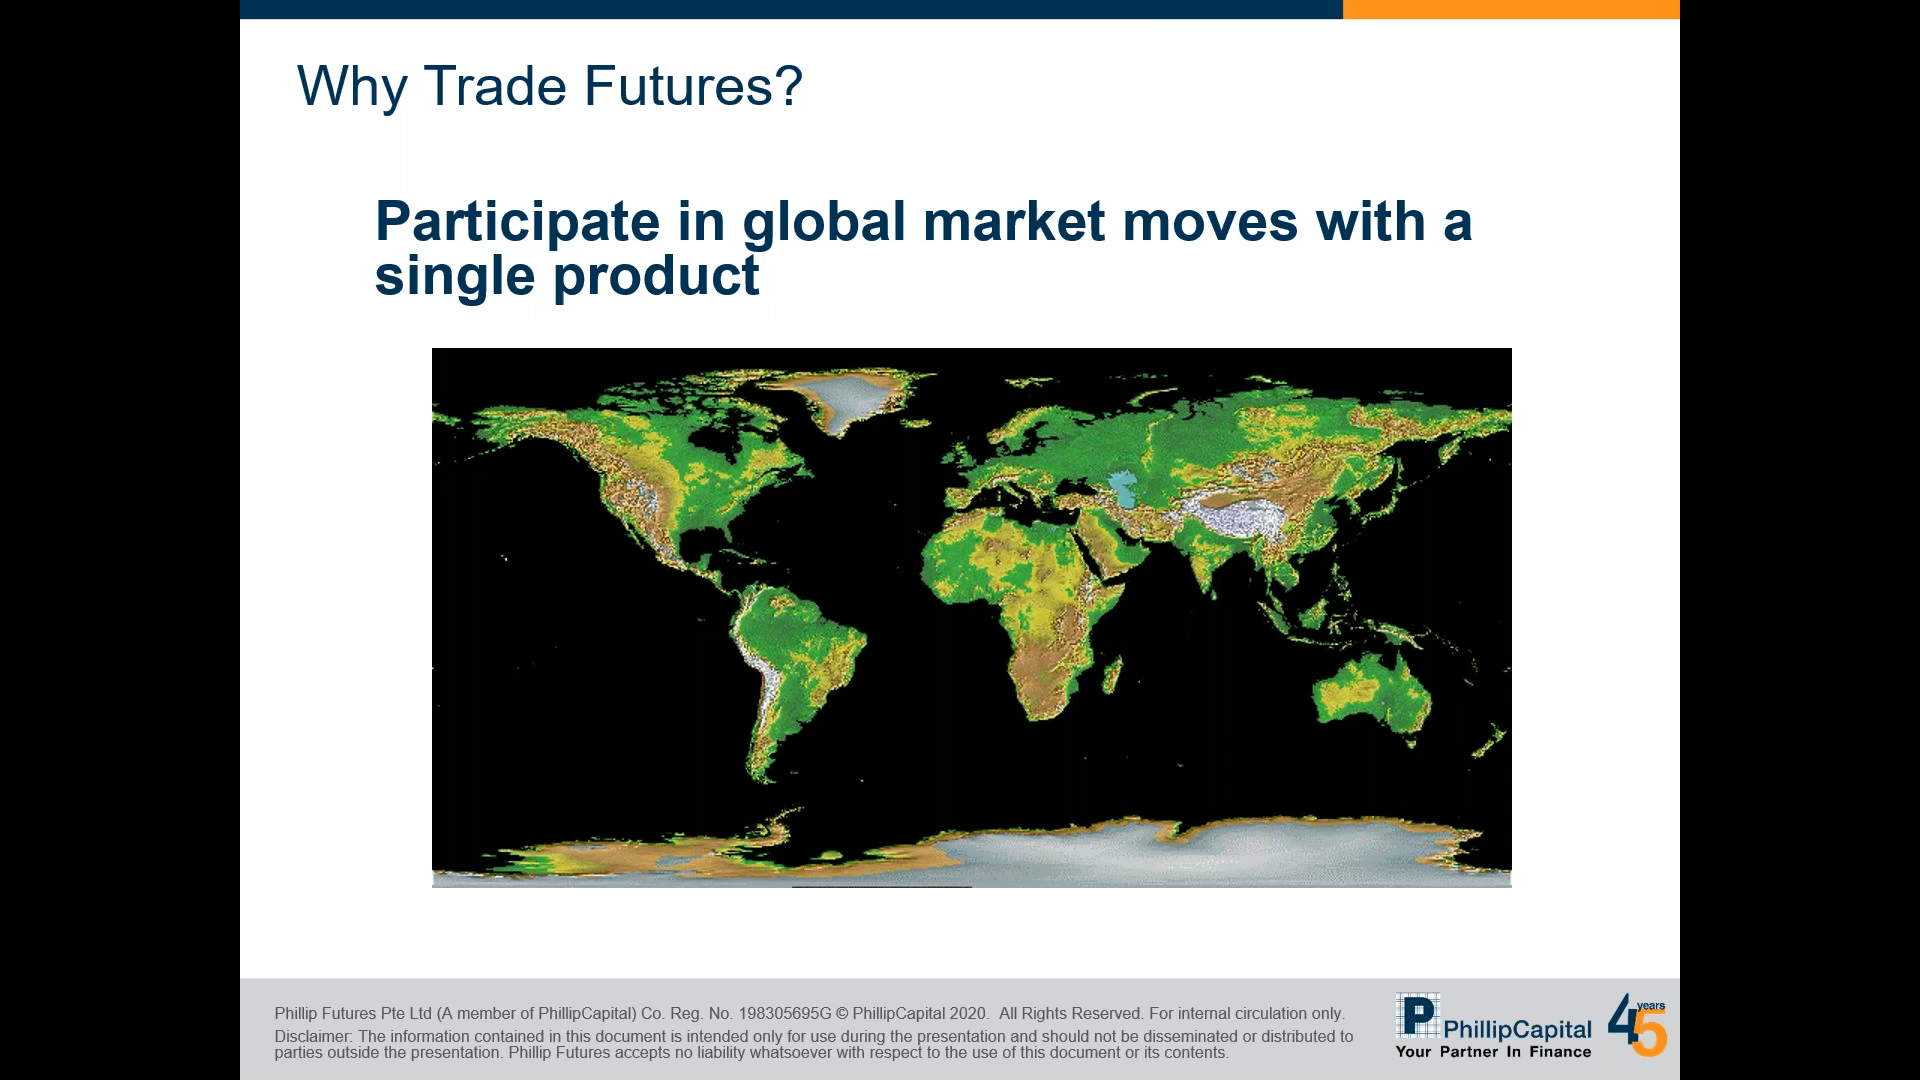 Why Trade Futures?
Participate in global market moves with a
single product
Phillip Futures Pte Ltd (A member of PhillipCapital) Co. Reg. No. 198305695G © PhillipCapital 2020.  All Rights Reserved. For internal circulation only.
Disclaimer: The information contained in this document is intended only for use during the presentation and should not be disseminated or distributed to
parties outside the presentation. Phillip Futures accepts no liability whatsoever with respect to the use of this document or its contents.
P PhillipCapital
Your Partner In Finance
45 years